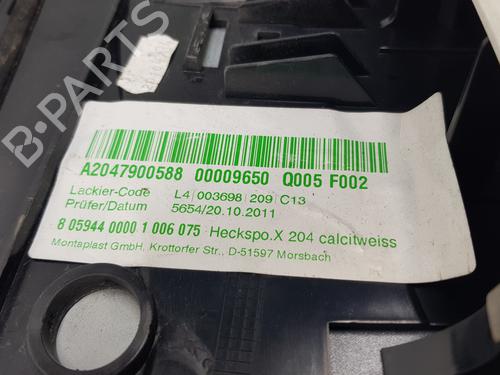 B-PARTS
A2047900588 00009650 Q005 F002
Lackier-Code L4 003698 209 C13
Prüfer/Datum 5654/20.10.2011
8 05944 0000 1 006 075 Heckspo.X 204 calcitweiss
Montaplast GmbH, Krottorfer Str., D-51597 Morsbach